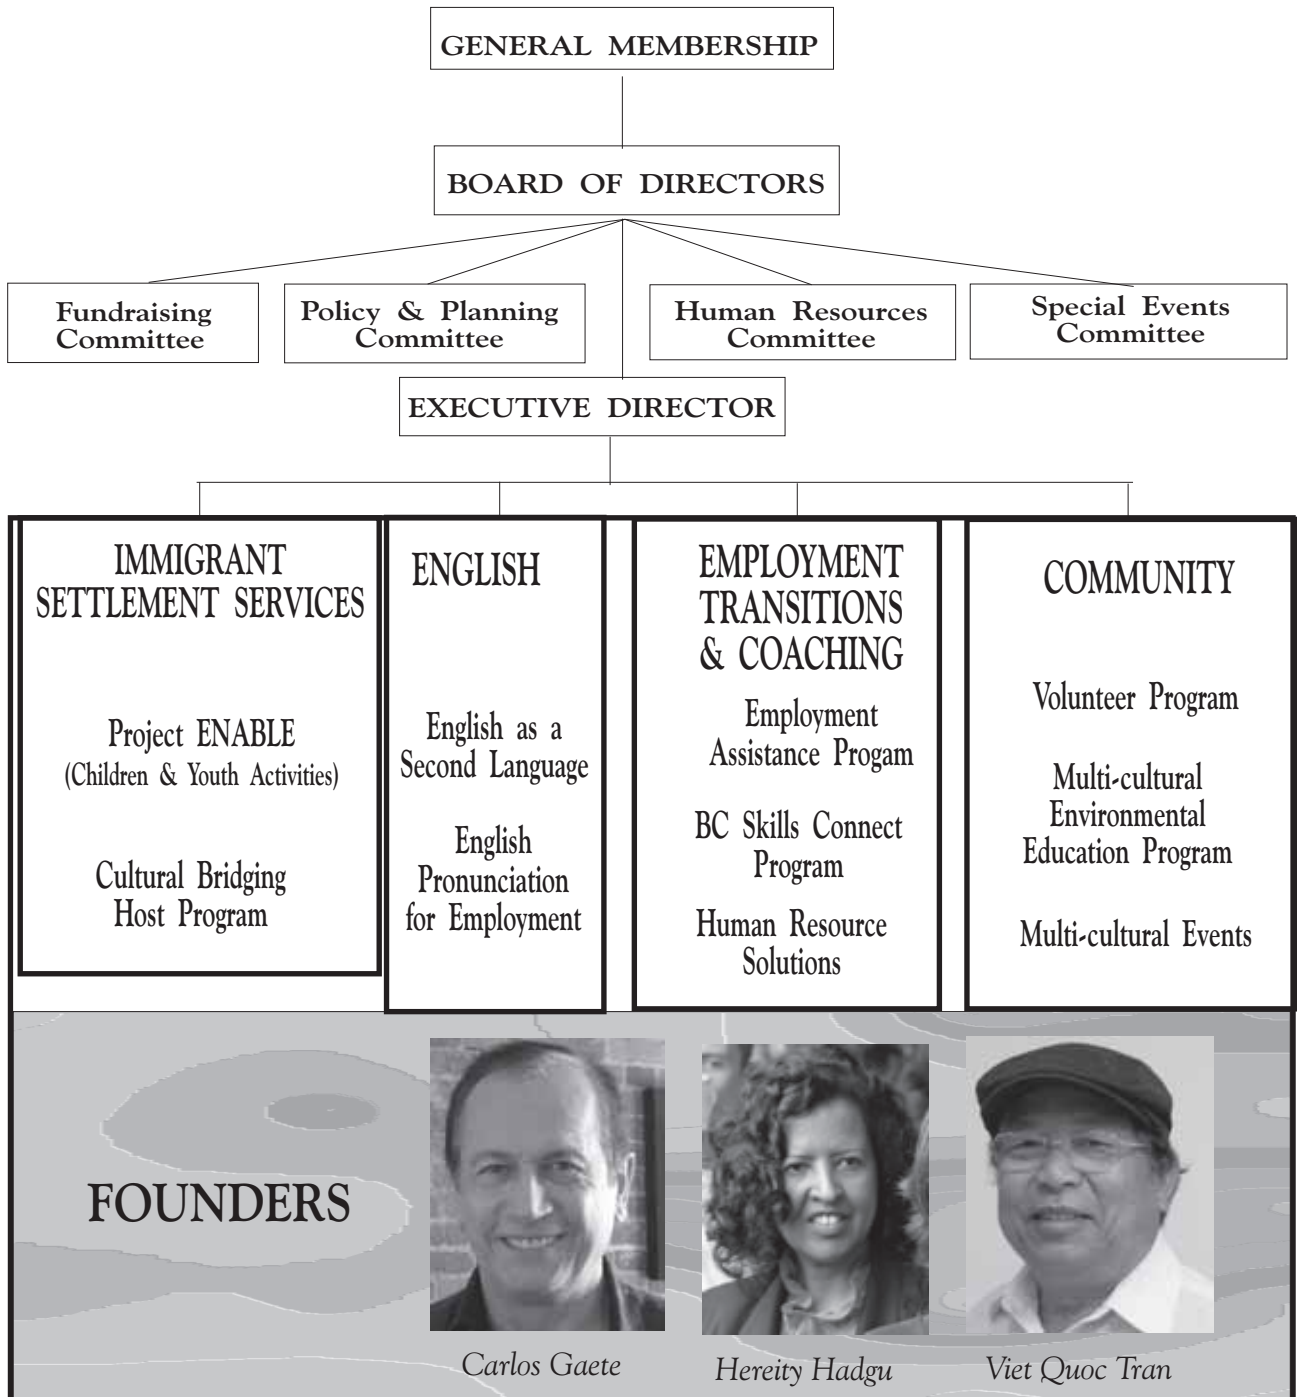 GENERAL MEMBERSHIP
BOARD OF DIRECTORS
Fundraising
Committee
Policy & Planning
Committee
Human Resources
Committee
Special Events
Committee
EXECUTIVE DIRECTOR
IMMIGRANT
SETTLEMENT SERVICES
Project ENABLE
(Children & Youth Activities)
Cultural Bridging
Host Program
ENGLISH
English as a
Second Language
English
Pronunciation
for Employment
EMPLOYMENT
TRANSITIONS
& COACHING
Employment
Assistance Progam
BC Skills Connect
Program
Human Resource
Solutions
COMMUNITY
Volunteer Program
Multi-cultural
Environmental
Education Program
Multi-cultural Events
FOUNDERS
Carlos Gaete
Hereity Hadgu
Viet Quoc Tran